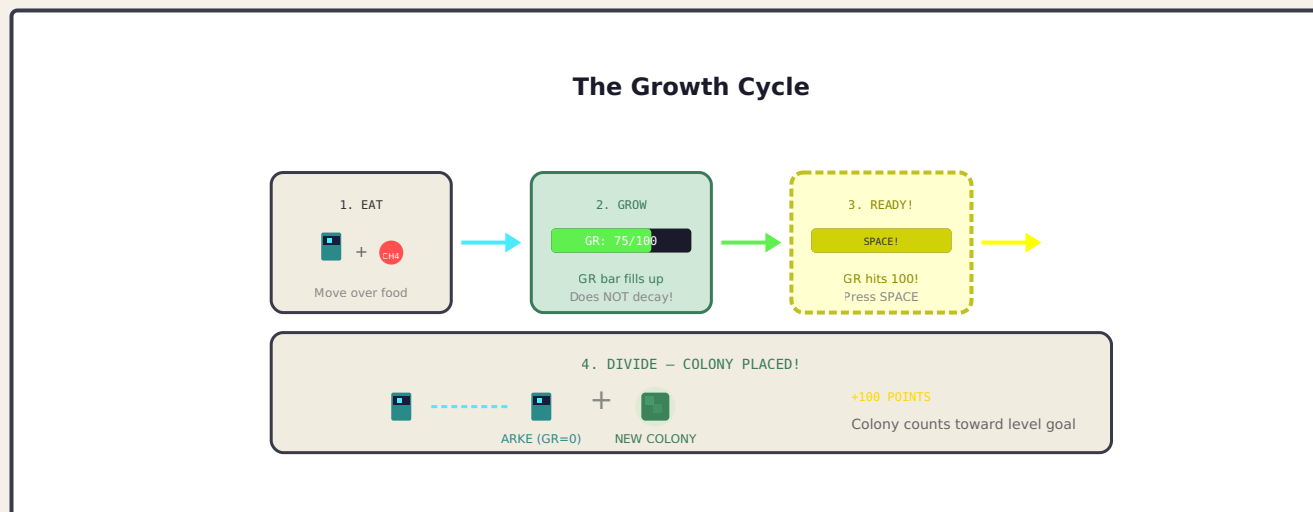 The Growth Cycle
1. EAT
+
CH4
Move over food
2. GROW
GR: 75/100
GR bar fills up
Does NOT decay!
3. READY!
SPACE!
GR hits 100!
Press SPACE
4. DIVIDE — COLONY PLACED!
+
ARKE (GR=0)
NEW COLONY
+100 POINTS
Colony counts toward level goal